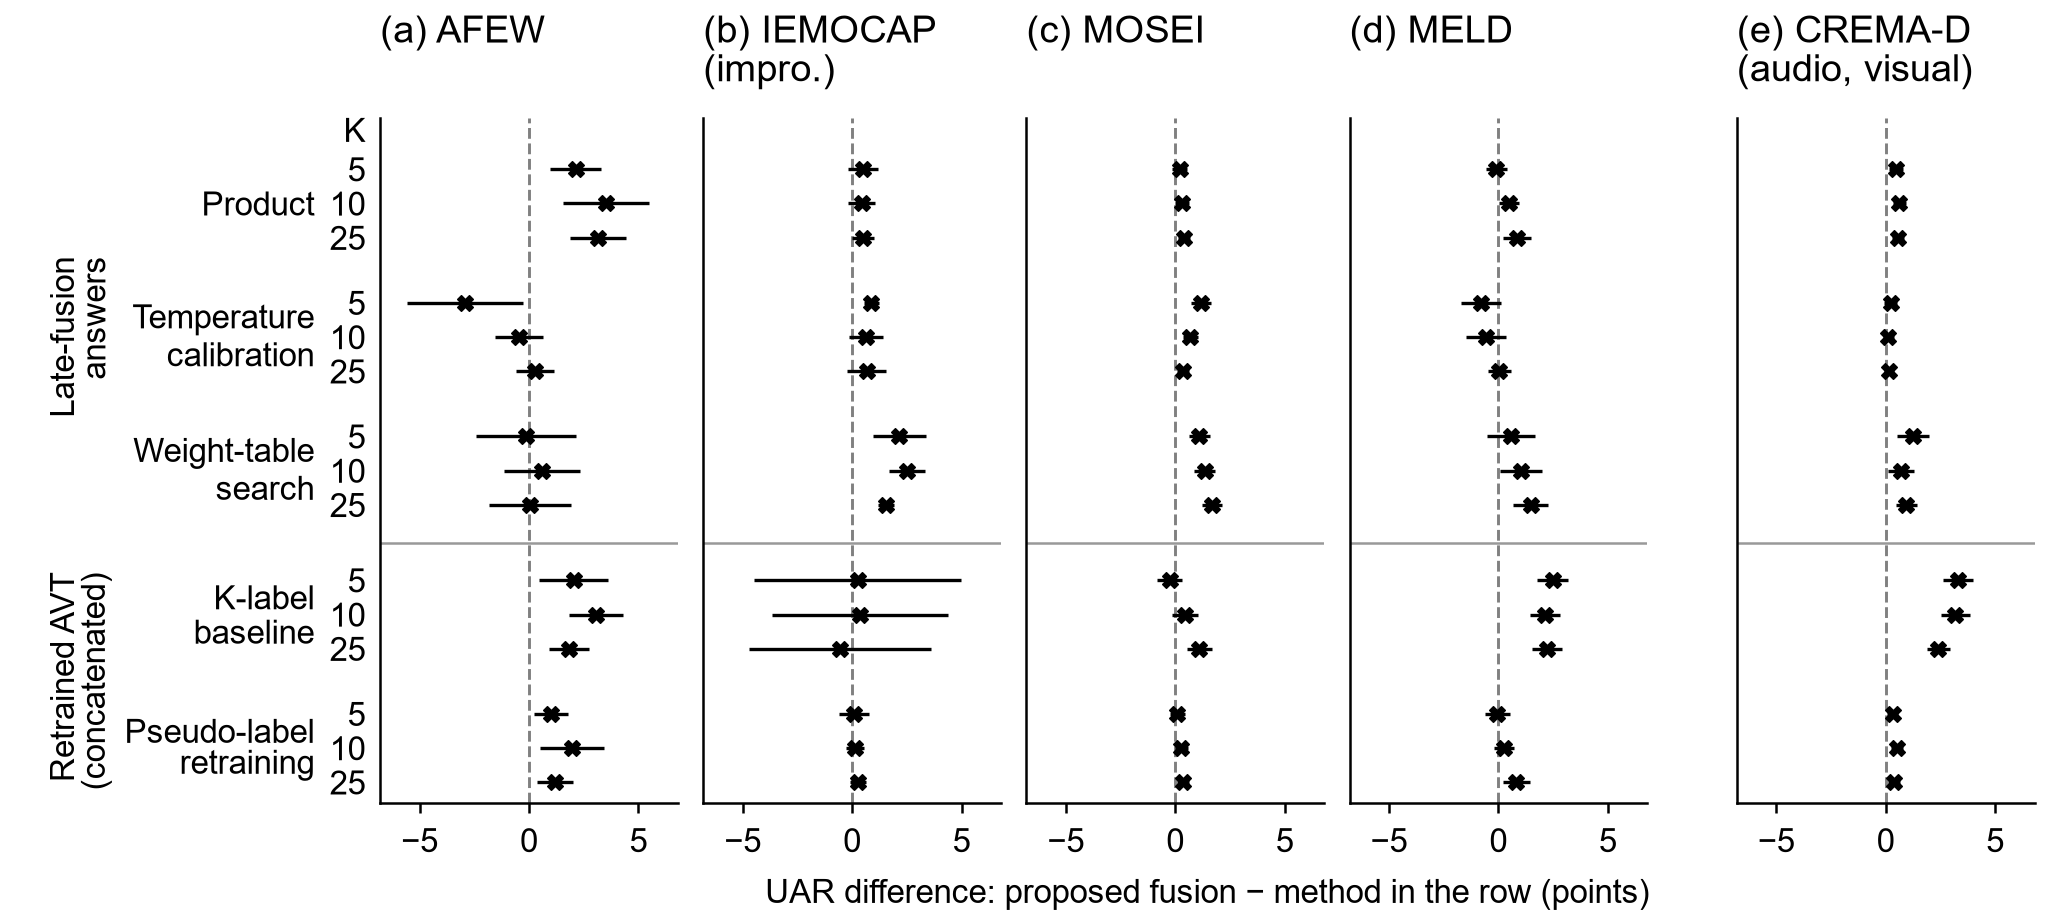 (a) AFEW
(b) IEMOCAP
(impro.)
(c) MOSEI
(d) MELD
(e) CREMA-D
(audio, visual)
K
Late-fusion
answers
Product
5
10
25
Temperature
calibration
5
10
25
Weight-table
search
5
10
25
Retrained AVT
(concatenated)
K-label
baseline
5
10
25
Pseudo-label
retraining
5
10
25
−5 0 5
−5 0 5
−5 0 5
−5 0 5
−5 0 5
UAR difference: proposed fusion − method in the row (points)